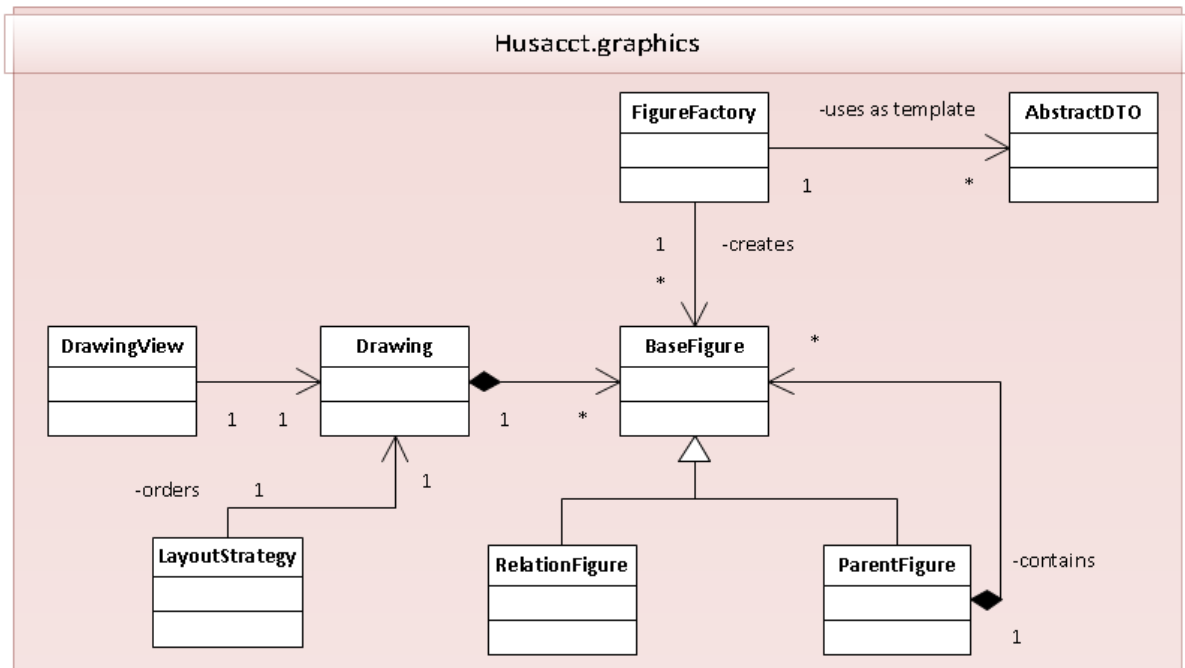 Husacct.graphics
FigureFactory
-uses as template
AbstractDTO
1
*
1
-creates
*
DrawingView
Drawing
BaseFigure
*
1
1
1
*
-orders
1
1
LayoutStrategy
RelationFigure
ParentFigure
-contains
1